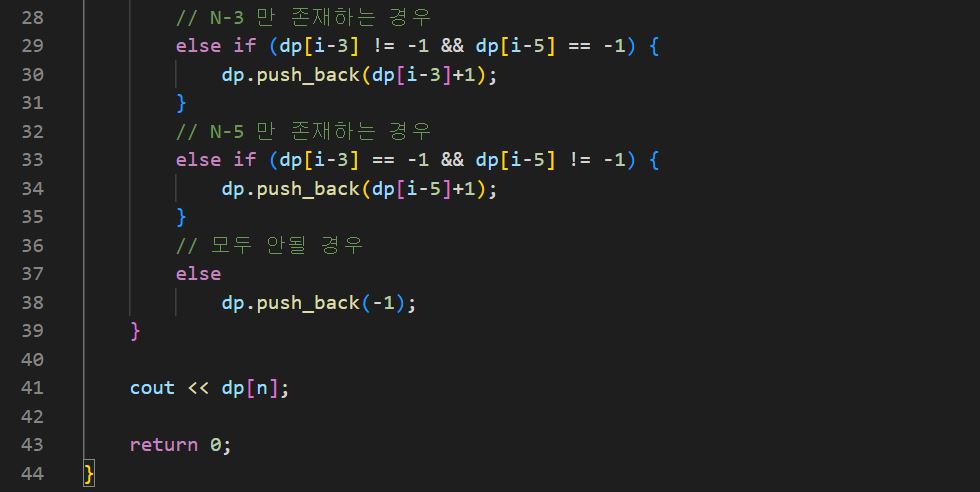 28 // N-3 만 존재하는 경우
29 else if (dp[i-3] != -1 && dp[i-5] == -1) {
30 dp.push_back(dp[i-3]+1);
31 }
32 // N-5 만 존재하는 경우
33 else if (dp[i-3] == -1 && dp[i-5] != -1) {
34 dp.push_back(dp[i-5]+1);
35 }
36 // 모두 안될 경우
37 else
38 dp.push_back(-1);
39 }
40
41 cout << dp[n];
42
43 return 0;
44 }